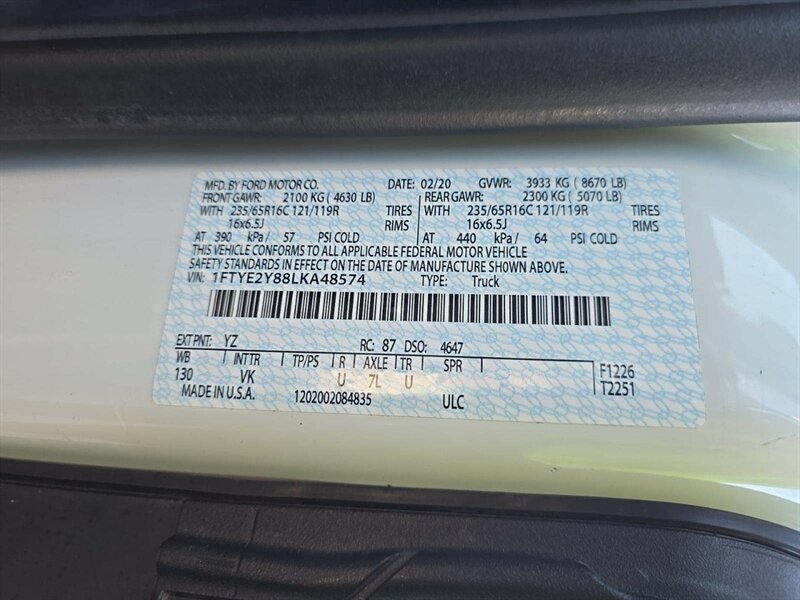 MFD. BY FORD MOTOR CO. DATE: 02/20 GVWR: 3933 KG ( 8670 LB)
FRONT GAWR: 2100 KG ( 4630 LB) REAR GAWR: 2300 KG ( 5070 LB)
WITH 235/65R16C 121/119R TIRES WITH 235/65R16C 121/119R TIRES
16x6.5J RIMS 16x6.5J RIMS
AT 390 kPa/ 57 PSI COLD AT 440 kPa/ 64 PSI COLD
THIS VEHICLE CONFORMS TO ALL APPLICABLE FEDERAL MOTOR VEHICLE
SAFETY STANDARDS IN EFFECT ON THE DATE OF MANUFACTURE SHOWN ABOVE.
VIN: 1FTYE2Y88LKA48574 TYPE: Truck
EXT PNT: YZ RC: 87 DSO: 4647
WB INT TR TP/PS R AXLE TR SPR F1226
130 VK U 7L U T2251
MADE IN U.S.A. 1202002084835 ULC